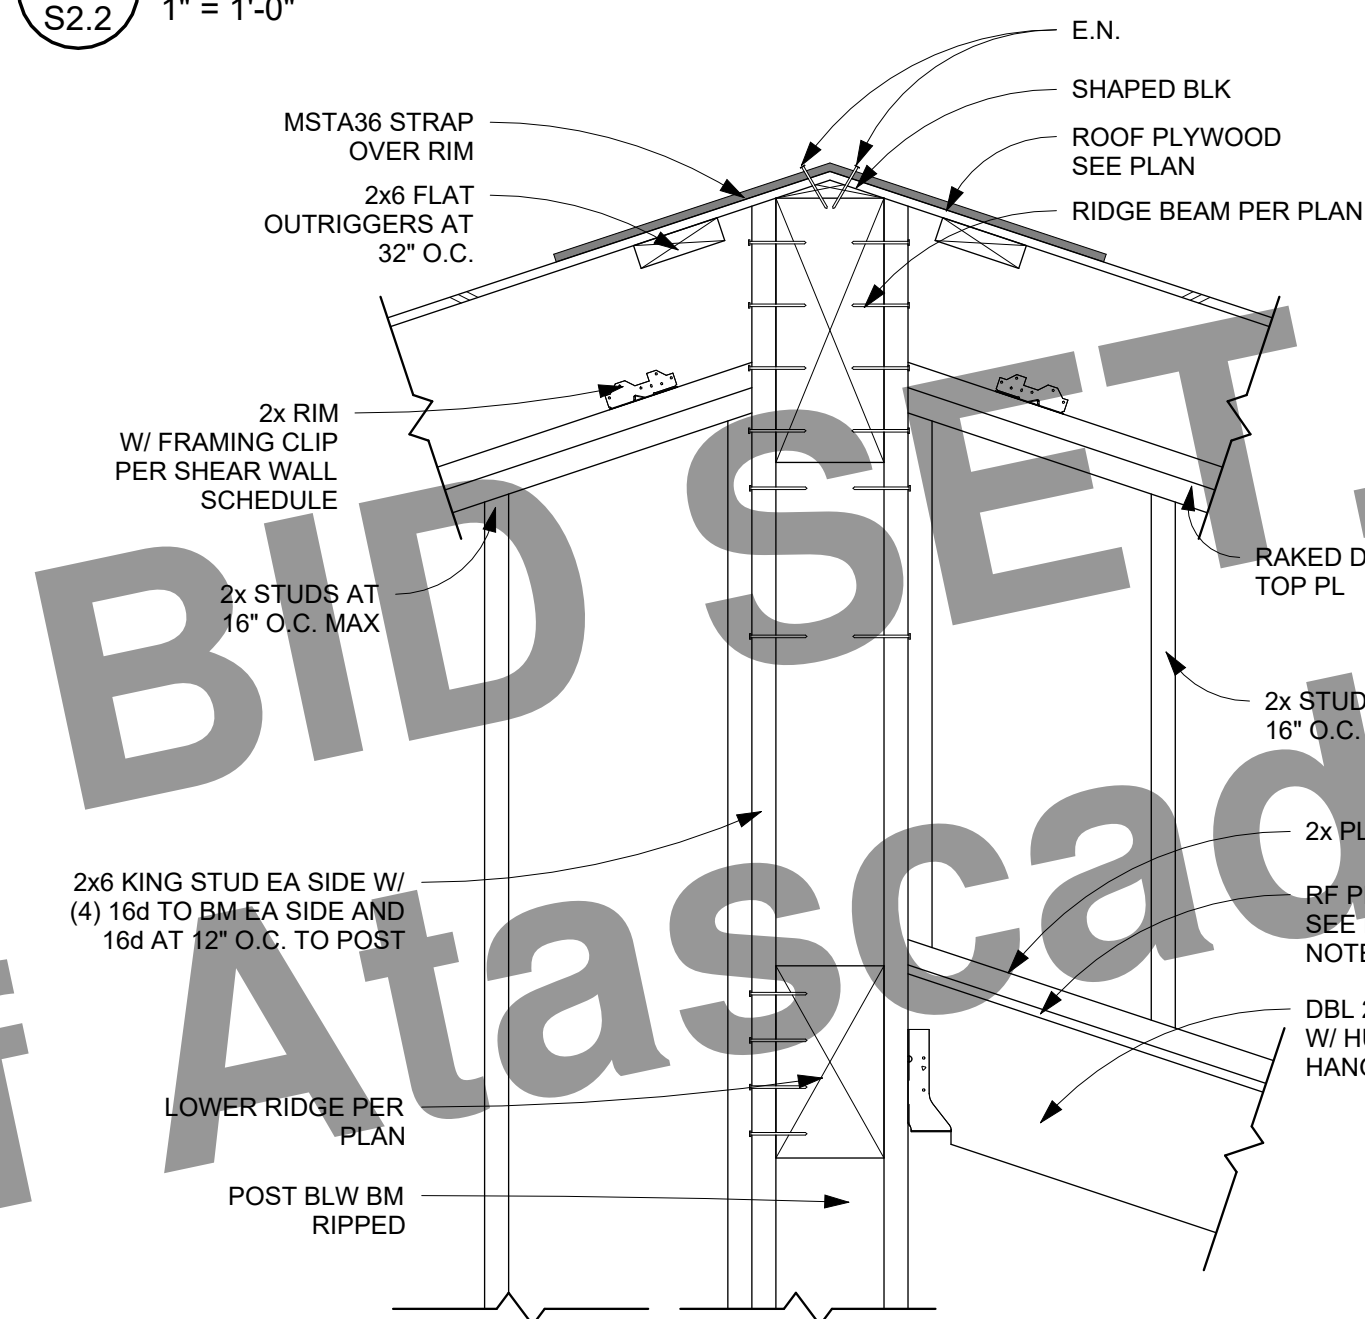 S2.2
1" = 1'-0"
E.N.
SHAPED BLK
ROOF PLYWOOD
SEE PLAN
RIDGE BEAM PER PLAN
MSTA36 STRAP
OVER RIM
2x6 FLAT
OUTRIGGERS AT
32" O.C.
2x RIM
W/ FRAMING CLIP
PER SHEAR WALL
SCHEDULE
2x STUDS AT
16" O.C. MAX
RAKED D
TOP PL
2x STUD
16" O.C.
2x PL
RF P
SEE
NOTE
DBL 2
W/ HU
HANG
2x6 KING STUD EA SIDE W/
(4) 16d TO BM EA SIDE AND
16d AT 12" O.C. TO POST
LOWER RIDGE PER
PLAN
POST BLW BM
RIPPED
BID SET
f Atascad